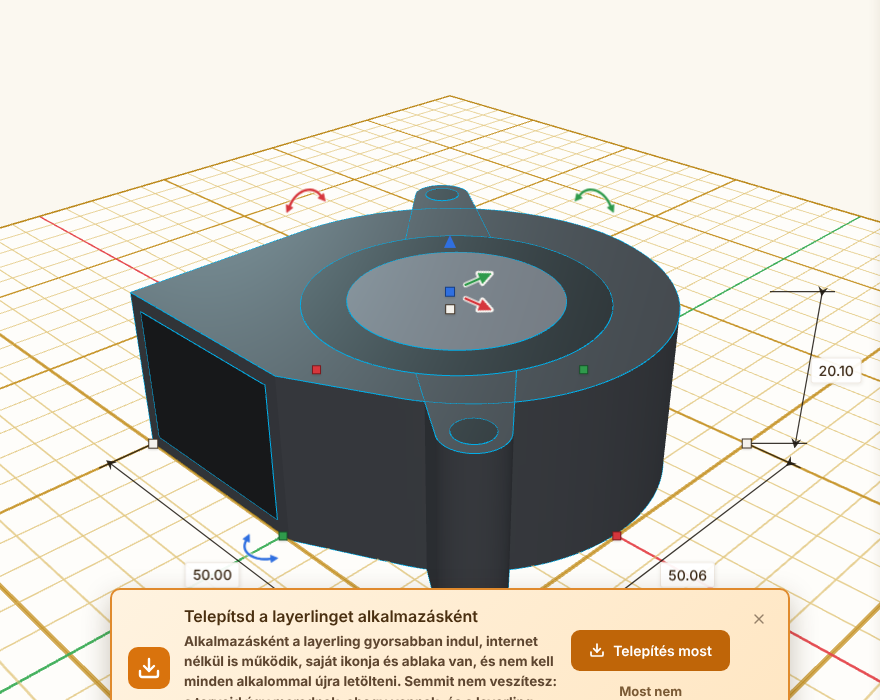 20.10
50.00
50.06
Telepítsd a layerlinget alkalmazásként
Alkalmazásként a layerling gyorsabban indul, internet
nélkül is működik, saját ikonja és ablaka van, és nem kell
minden alkalommal újra letölteni. Semmit nem veszítesz:
Telepítés most
Most nem